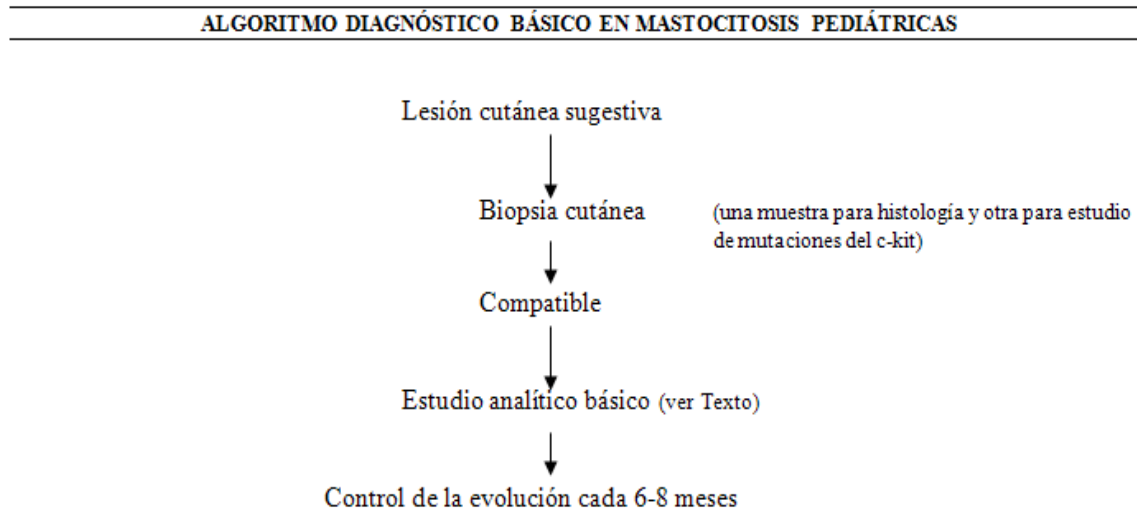 ALGORITMO DIAGNÓSTICO BÁSICO EN MASTOCITOSIS PEDIÁTRICAS
Lesión cutánea sugestiva
Biopsia cutánea (una muestra para histología y otra para estudio
de mutaciones del c-kit)
Compatible
Estudio analítico básico (ver Texto)
Control de la evolución cada 6-8 meses